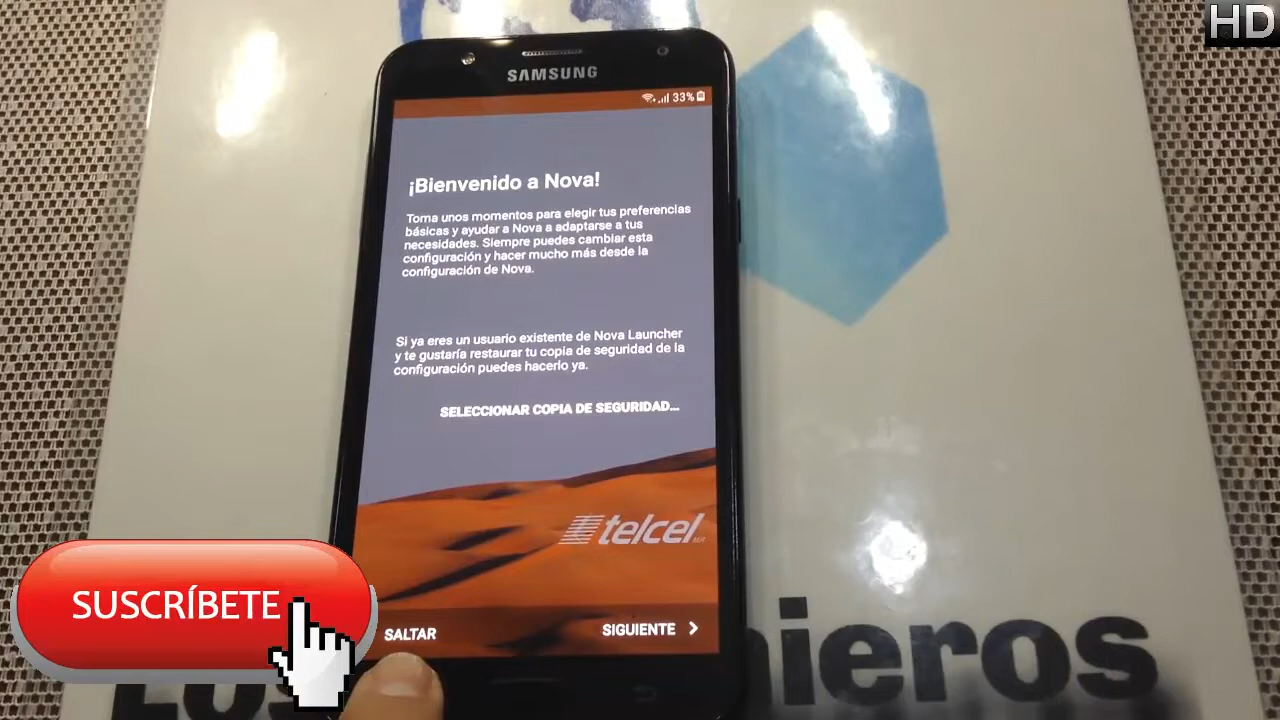 HD
SAMSUNG
33%
¡Bienvenido a Nova!
Toma unos momentos para elegir tus preferencias
básicas y ayudar a Nova a adaptarse a tus
necesidades. Siempre puedes cambiar esta
configuración y hacer mucho más desde la
configuración de Nova.
Si ya eres un usuario existente de Nova Launcher
y te gustaría restaurar tu copia de seguridad de la
configuración puedes hacerlo ya.
SELECCIONAR COPIA DE SEGURIDAD...
telcel
SUSCRÍBETE
SALTAR
SIGUIENTE
nieros